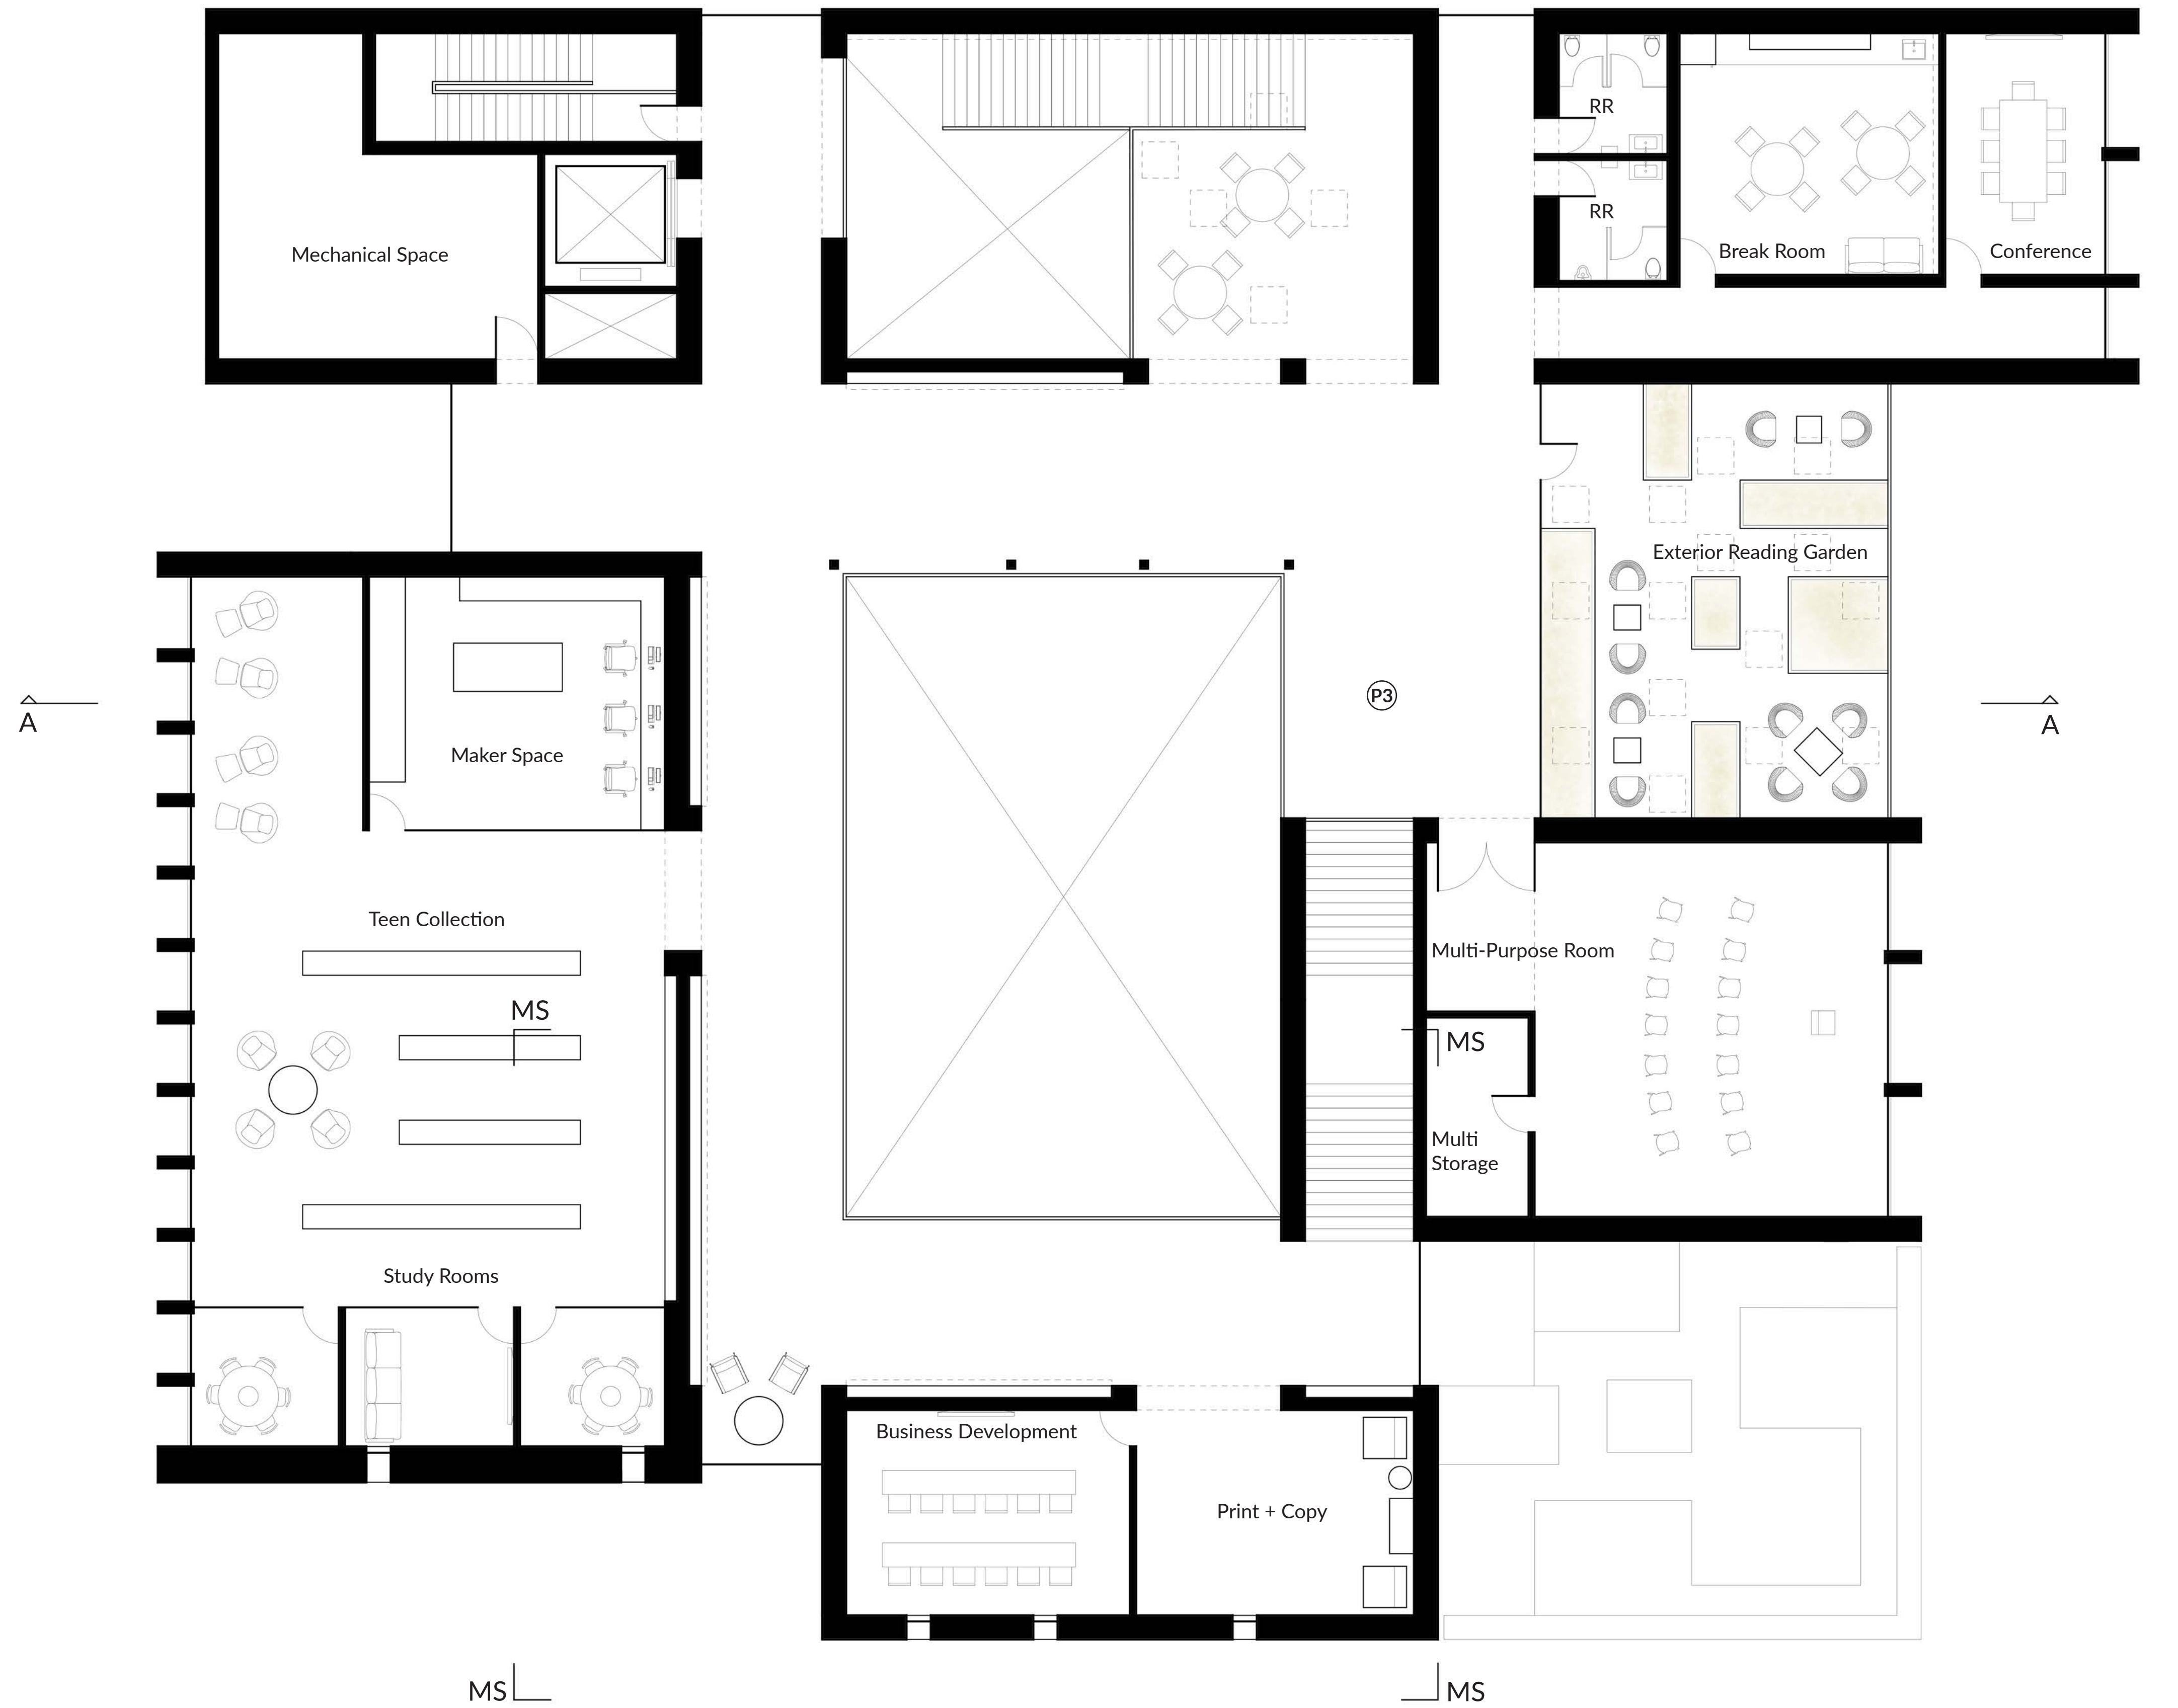 RR
RR
Mechanical Space
Break Room
Conference
Exterior Reading Garden
P3
A
A
Maker Space
Teen Collection
Multi-Purpose Room
MS
MS
Multi
Storage
Study Rooms
Business Development
Print + Copy
MS
MS